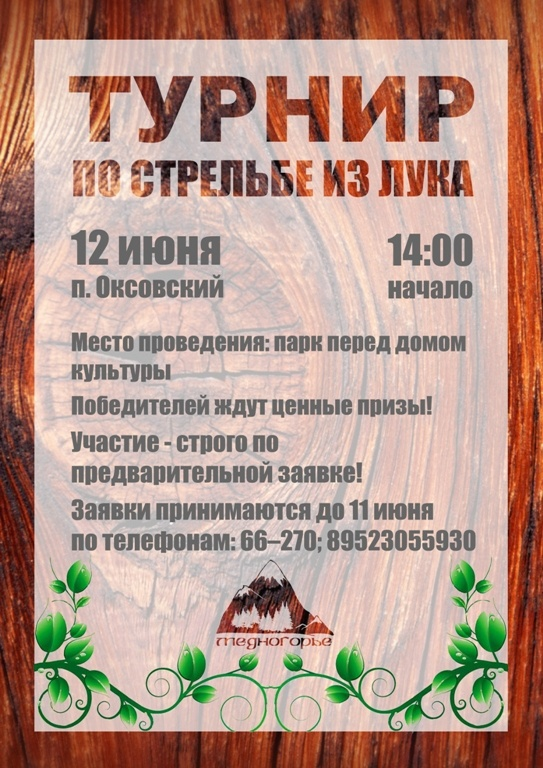 ТУРНИР
ПО СТРЕЛЬБЕ ИЗ ЛУКА
12 июня 14:00
п. Оксовский начало
Место проведения: парк перед домом
культуры
Победителей ждут ценные призы!
Участие - строго по
предварительной заявке!
Заявки принимаются до 11 июня
по телефонам: 66–270; 89523055930
Медногорье